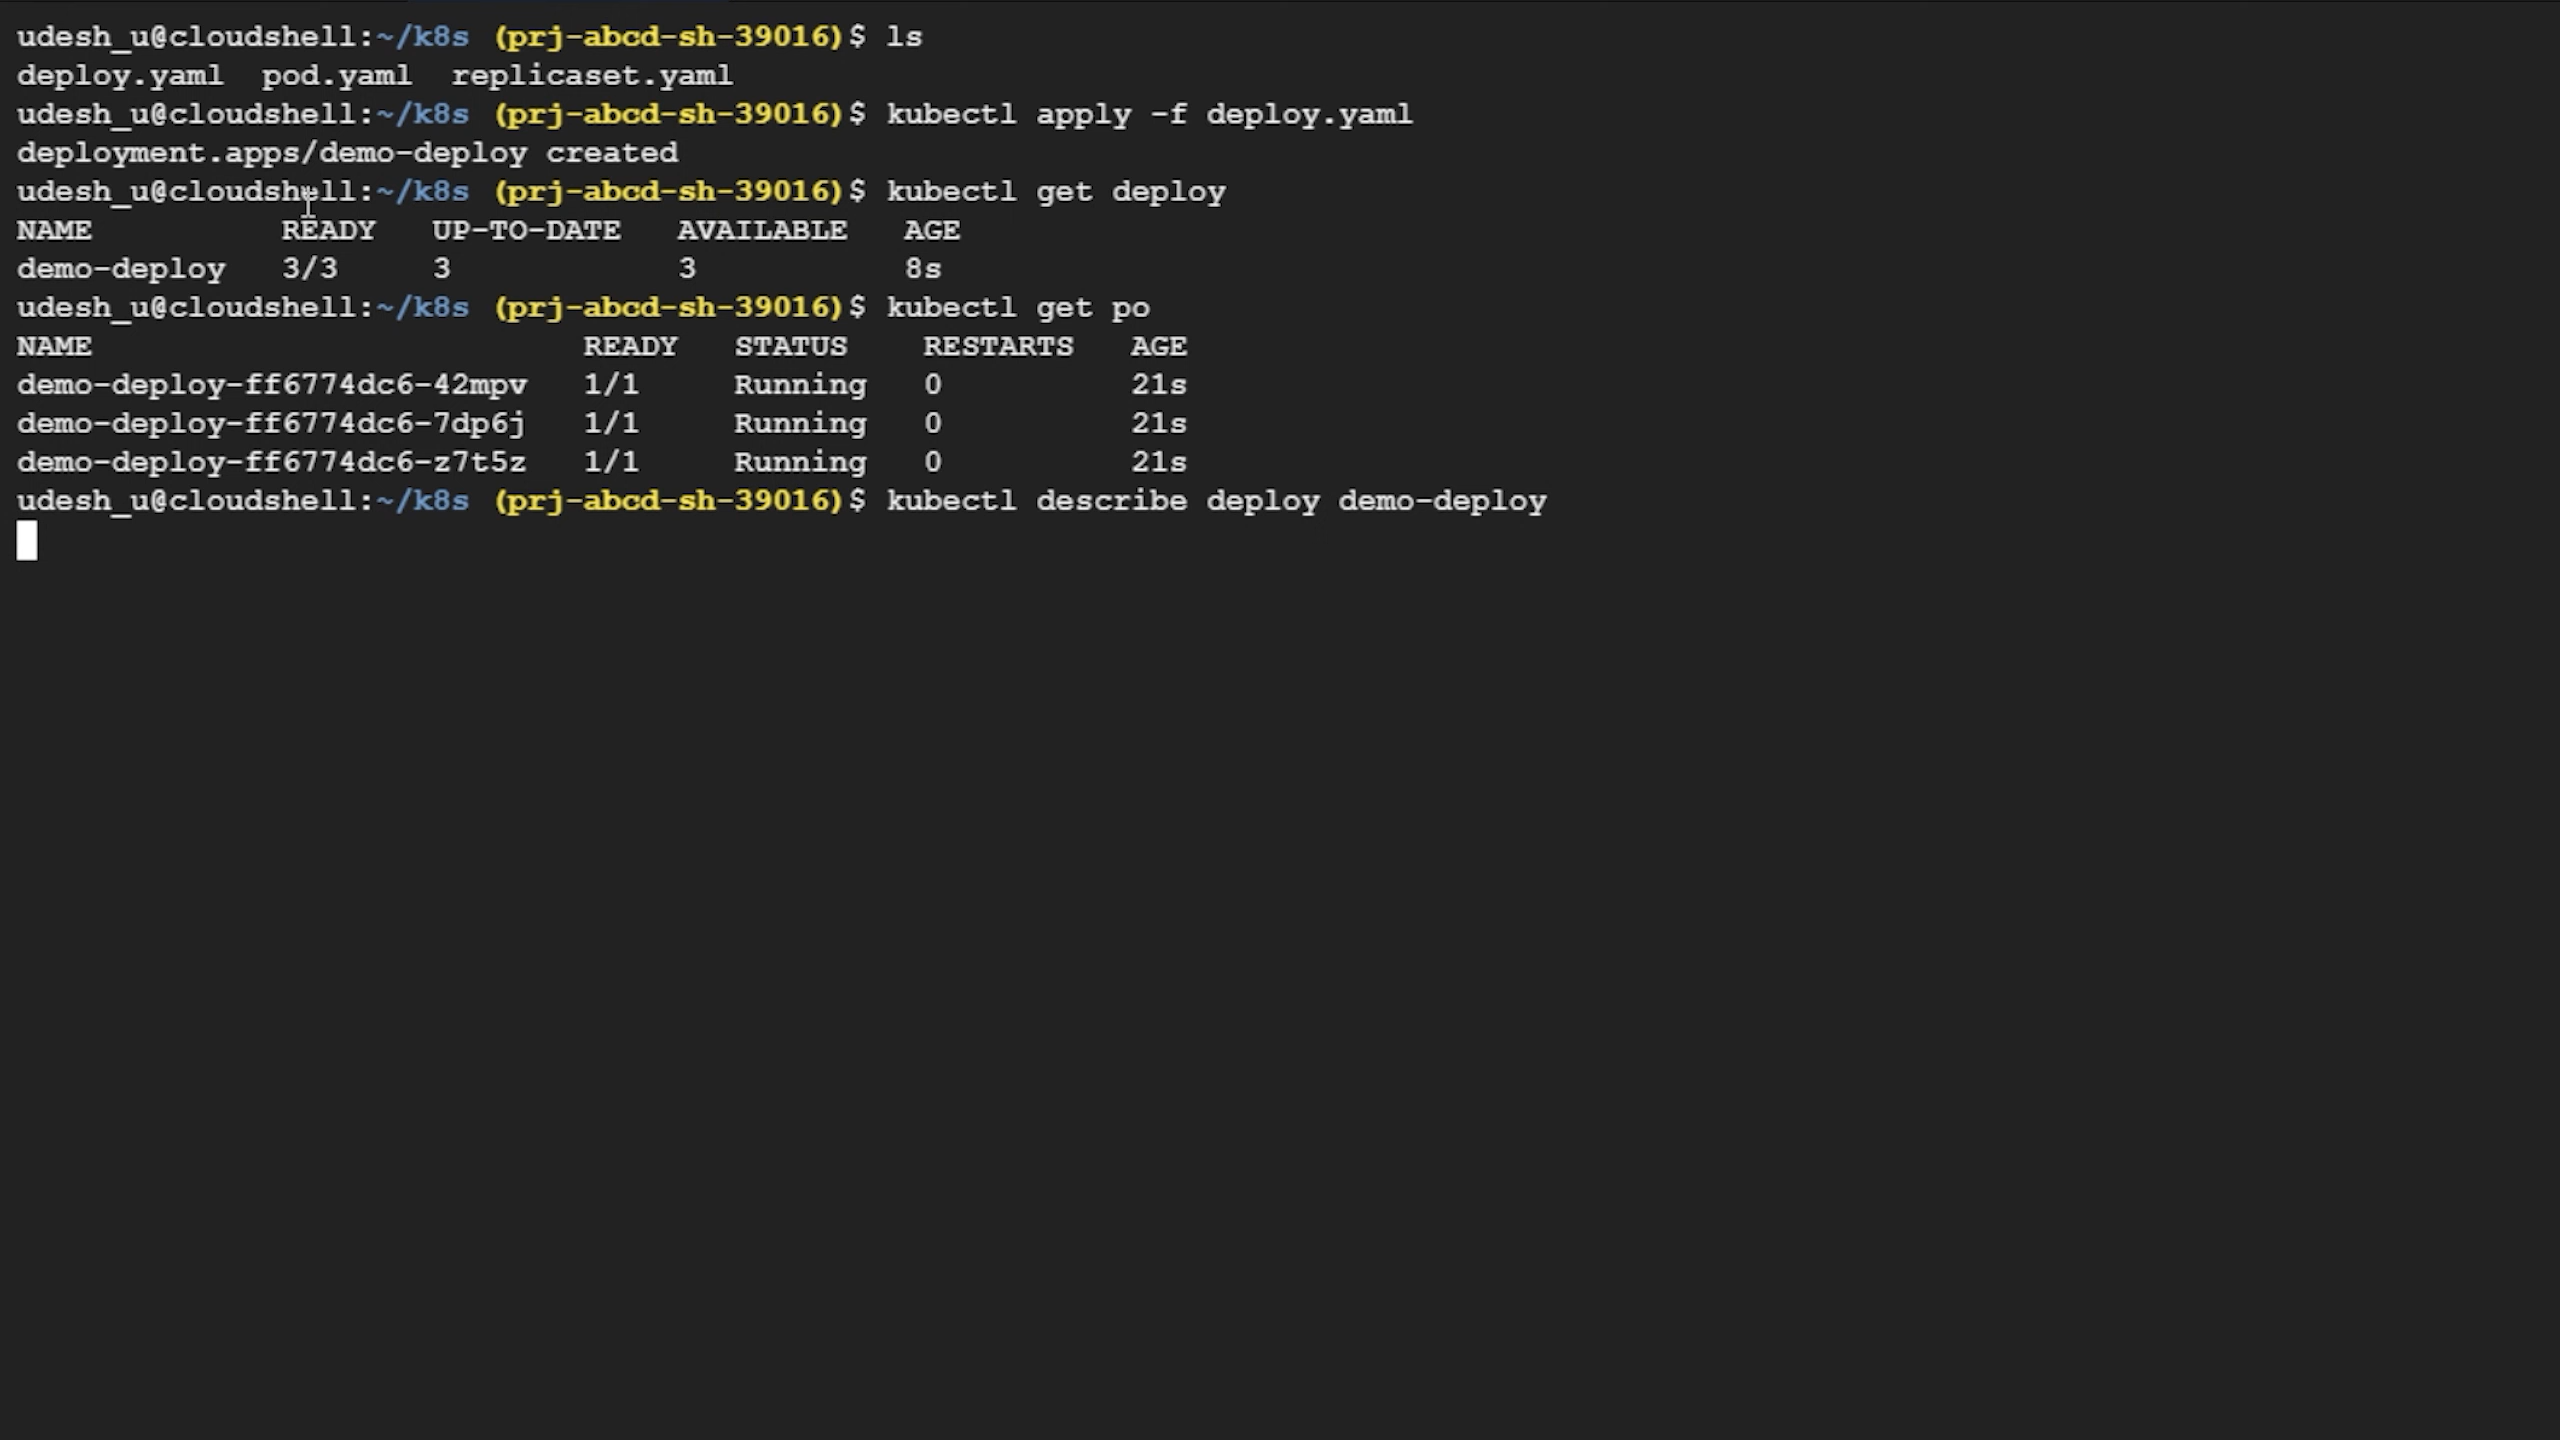 udesh_u@cloudshell:~/k8s (prj-abcd-sh-39016)$ ls
deploy.yaml  pod.yaml  replicaset.yaml
udesh_u@cloudshell:~/k8s (prj-abcd-sh-39016)$ kubectl apply -f deploy.yaml
deployment.apps/demo-deploy created
udesh_u@cloudshell:~/k8s (prj-abcd-sh-39016)$ kubectl get deploy
NAME          READY   UP-TO-DATE   AVAILABLE   AGE
demo-deploy   3/3     3            3           8s
udesh_u@cloudshell:~/k8s (prj-abcd-sh-39016)$ kubectl get po
NAME                          READY   STATUS    RESTARTS   AGE
demo-deploy-ff6774dc6-42mpv   1/1     Running   0          21s
demo-deploy-ff6774dc6-7dp6j   1/1     Running   0          21s
demo-deploy-ff6774dc6-z7t5z   1/1     Running   0          21s
udesh_u@cloudshell:~/k8s (prj-abcd-sh-39016)$ kubectl describe deploy demo-deploy